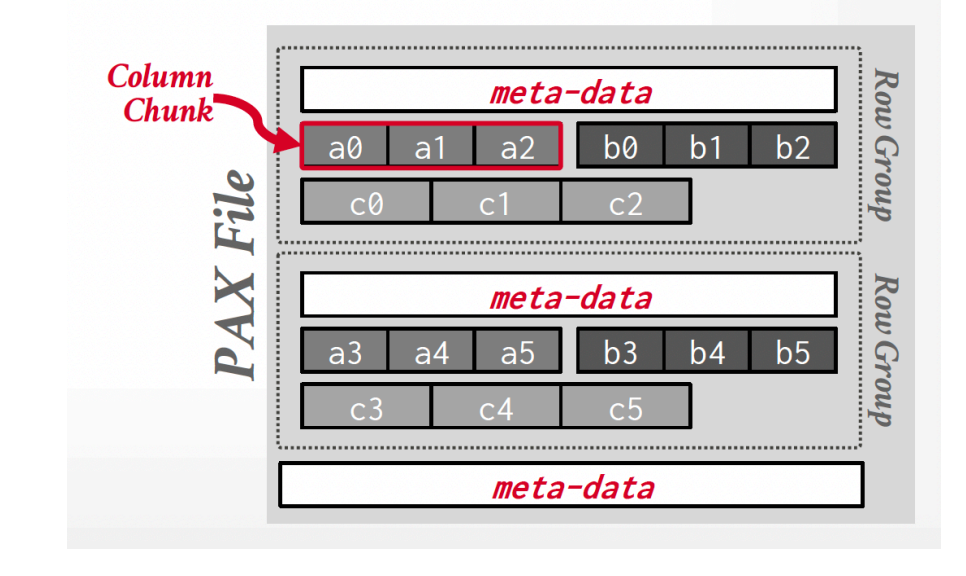 Column
Chunk
PAX File
Row Group
meta-data
a0 a1 a2 b0 b1 b2
c0 c1 c2
Row Group
meta-data
a3 a4 a5 b3 b4 b5
c3 c4 c5
meta-data